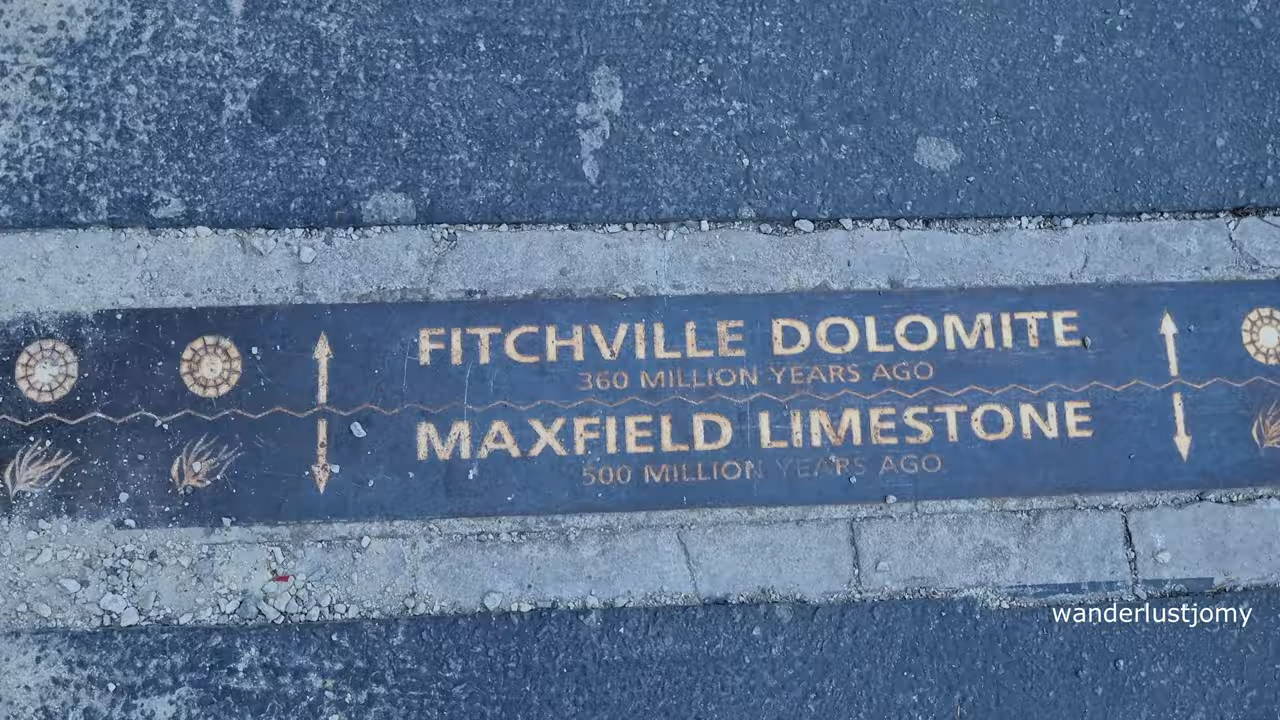 FITCHVILLE DOLOMITE
360 MILLION YEARS AGO
MAXFIELD LIMESTONE
500 MILLION YEARS AGO
wanderlustjomy